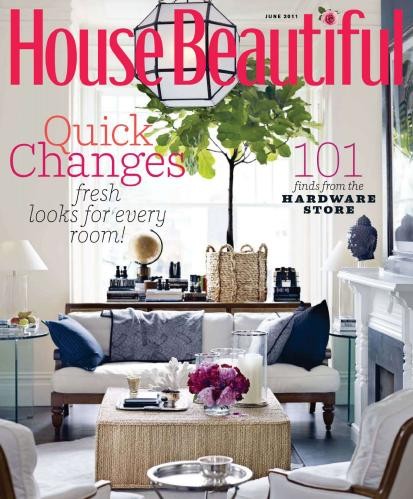 JUNE 2011
House Beautiful
Quick
Changes
fresh
looks for every
room!
101
finds from the
HARDWARE
STORE